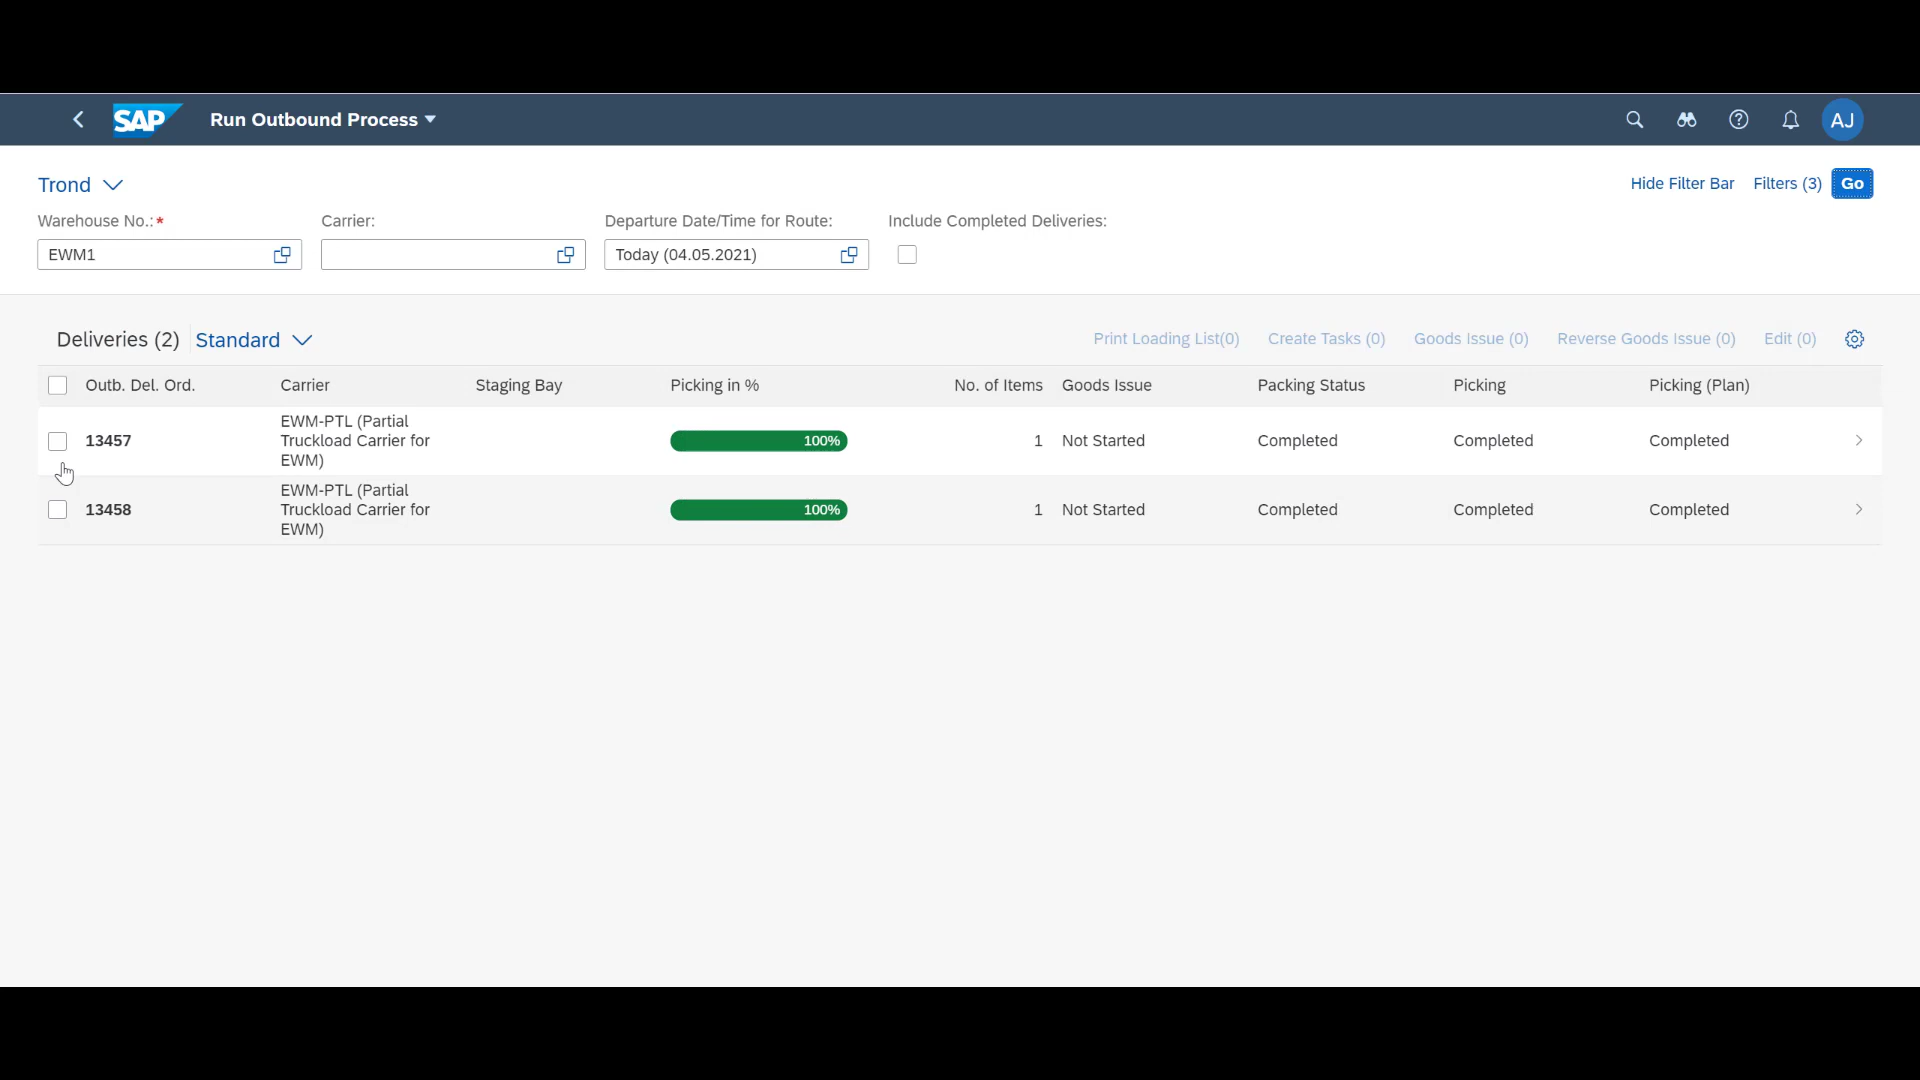 SAP Run Outbound Process AJ
Trond Hide Filter Bar Filters (3) Go
Warehouse No.:* Carrier: Departure Date/Time for Route: Include Completed Deliveries:
EWM1 Today (04.05.2021)
Deliveries (2) Standard Print Loading List(0) Create Tasks (0) Goods Issue (0) Reverse Goods Issue (0) Edit (0)
Outb. Del. Ord. Carrier Staging Bay Picking in % No. of Items Goods Issue Packing Status Picking Picking (Plan)
EWM-PTL (Partial
13457 Truckload Carrier for 100% 1 Not Started Completed Completed Completed
EWM)
EWM-PTL (Partial
13458 Truckload Carrier for 100% 1 Not Started Completed Completed Completed
EWM)